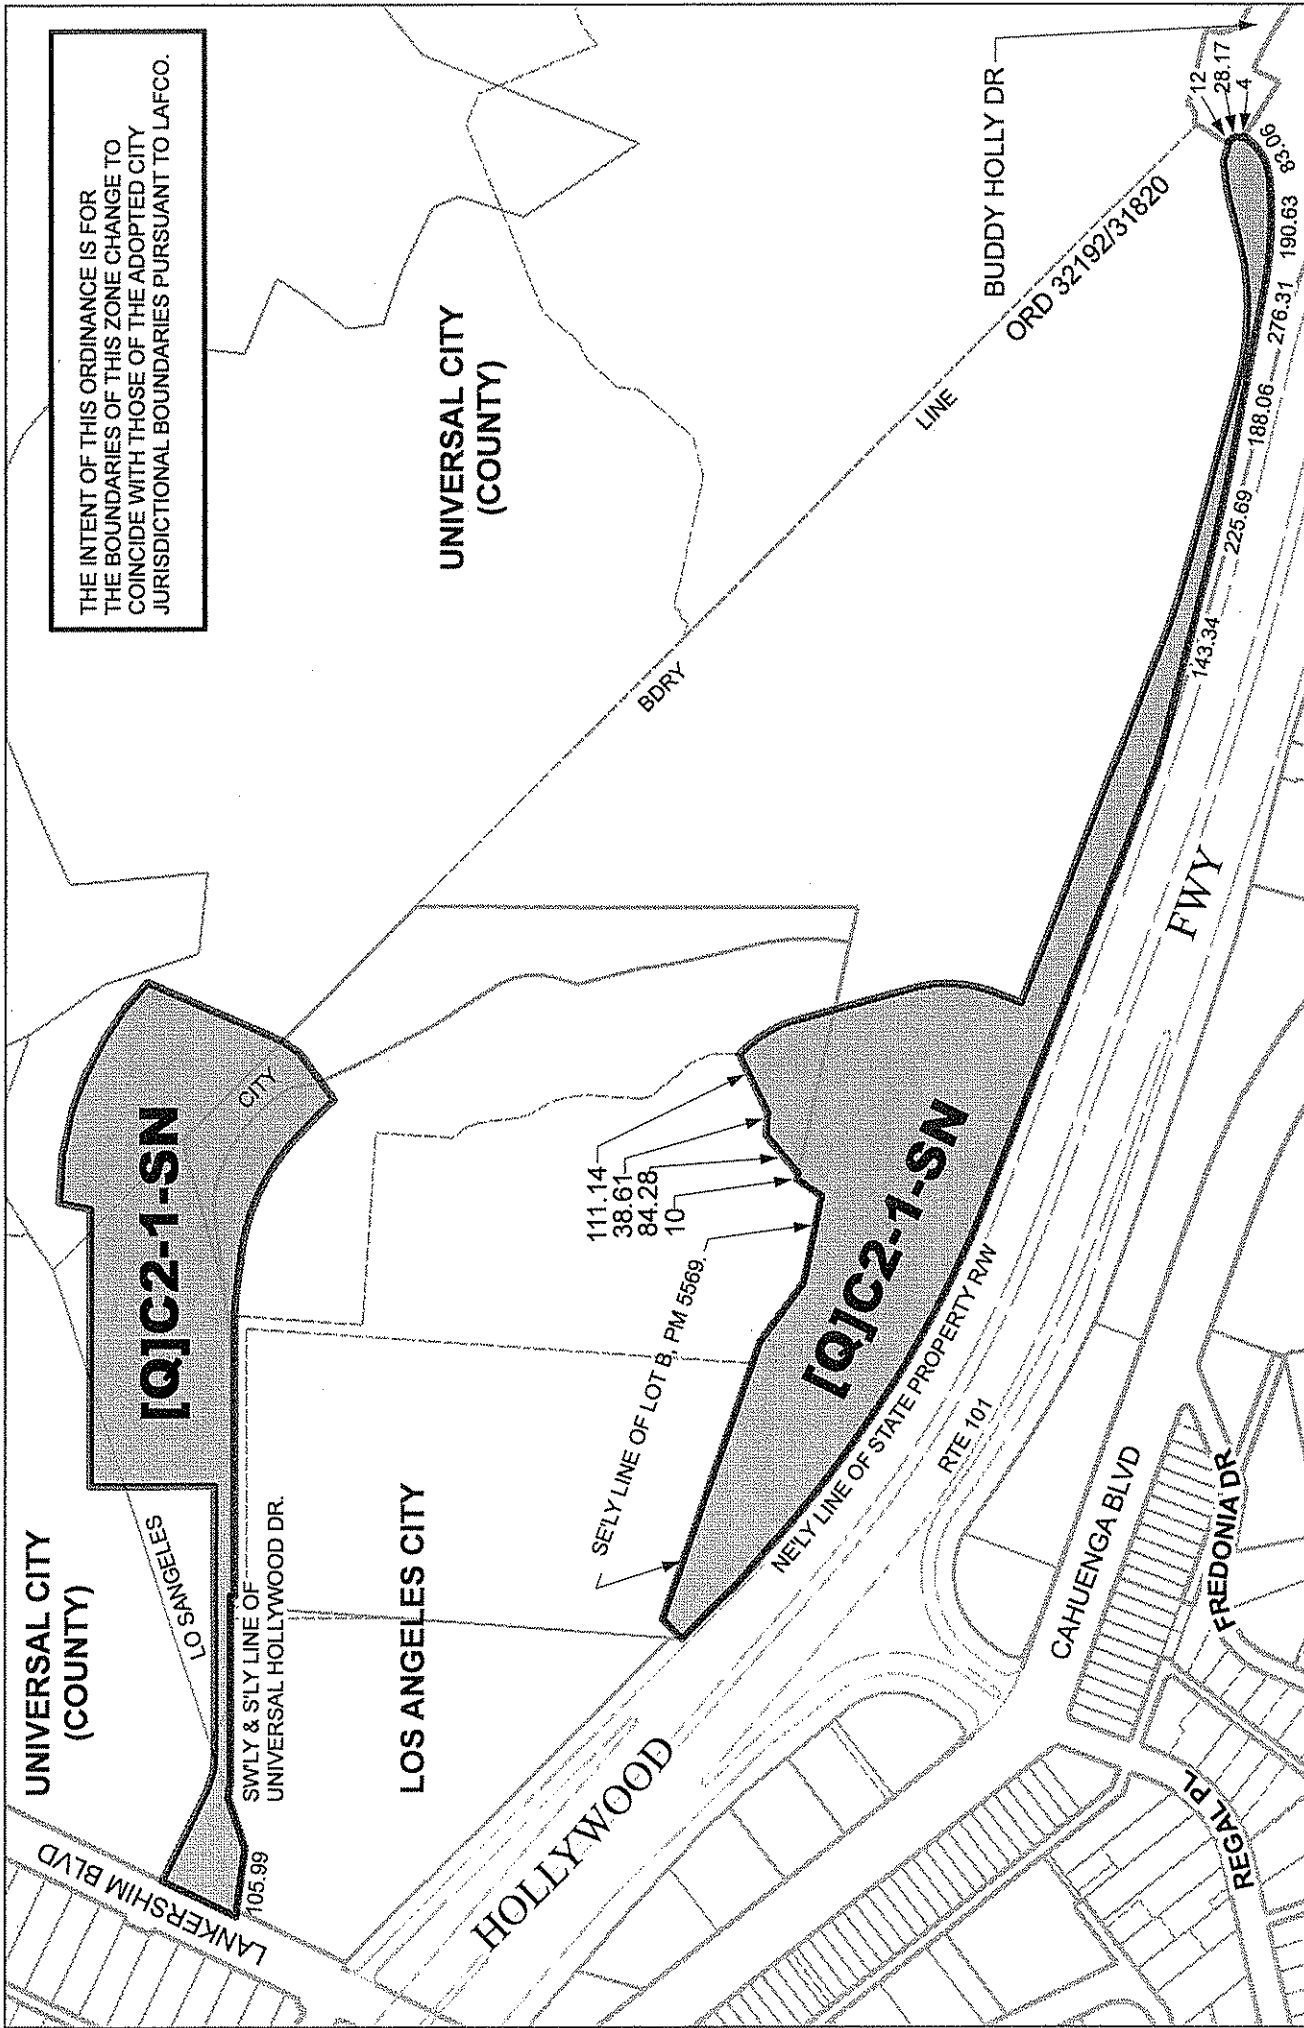 THE INTENT OF THIS ORDINANCE IS FOR
THE BOUNDARIES OF THIS ZONE CHANGE TO
COINCIDE WITH THOSE OF THE ADOPTED CITY
JURISDICTIONAL BOUNDARIES PURSUANT TO LAFCO.
UNIVERSAL CITY
(COUNTY)
UNIVERSAL CITY
(COUNTY)
LANKERSHIM BLVD
LO SANGELES
CITY
BDRY
LINE
ORD 32192/31820
[Q]C2-1-SN
105.99
SW'LY & S'LY LINE OF
UNIVERSAL HOLLYWOOD DR.
LOS ANGELES CITY
111.14
38.61
84.28
10
SE'LY LINE OF LOT B, PM 5569.
[Q]C2-1-SN
NE'LY LINE OF STATE PROPERTY R/W
BUDDY HOLLY DR
12
28.17
4
83.06
190.63
276.31
188.06
225.69
143.34
HOLLYWOOD
FWY
RTE 101
CAHUENGA BLVD
FREDONIA DR
REGAL PL